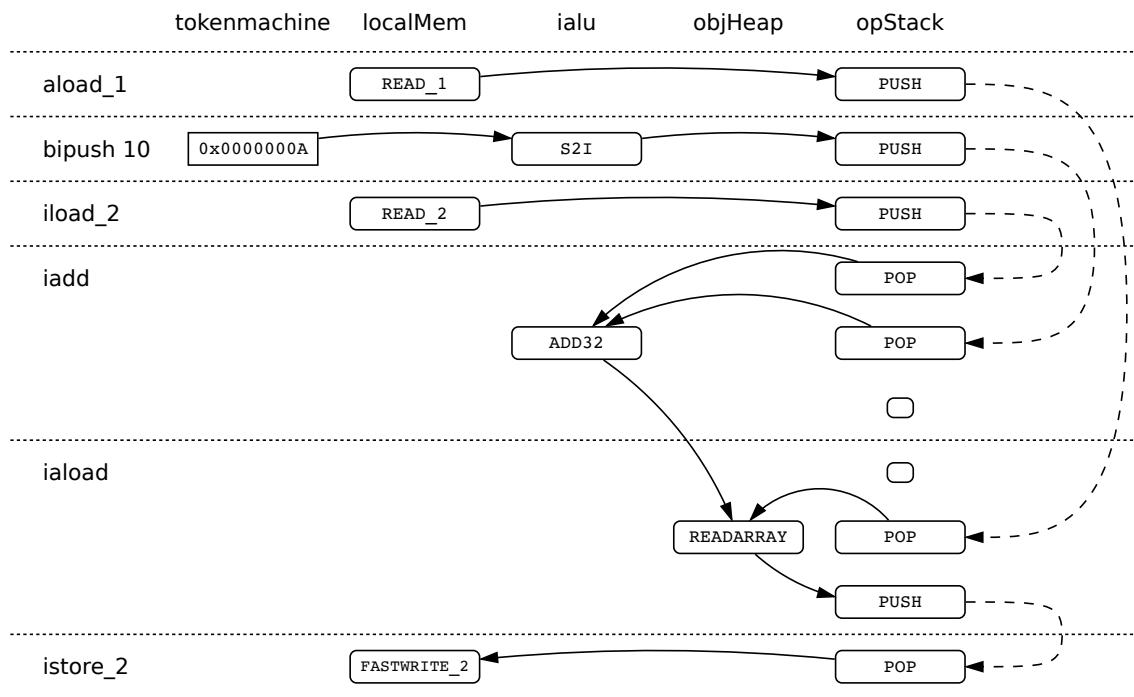 tokenmachine localMem ialu objHeap opStack
aload_1 READ_1 PUSH
bipush 10 0x0000000A S2I PUSH
iload_2 READ_2 PUSH
iadd POP
ADD32 POP
iaload
READARRAY POP
PUSH
istore_2 FASTWRITE_2 POP